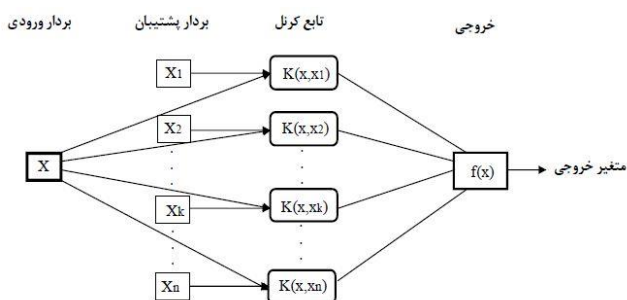 بردار ورودی بردار پشتیبان تابع کرنل خروجی
X1 K(x,x1)
X2 K(x,x2)
X f(x) متغیر خروجی
Xk K(x,xk)
Xn K(x,xn)